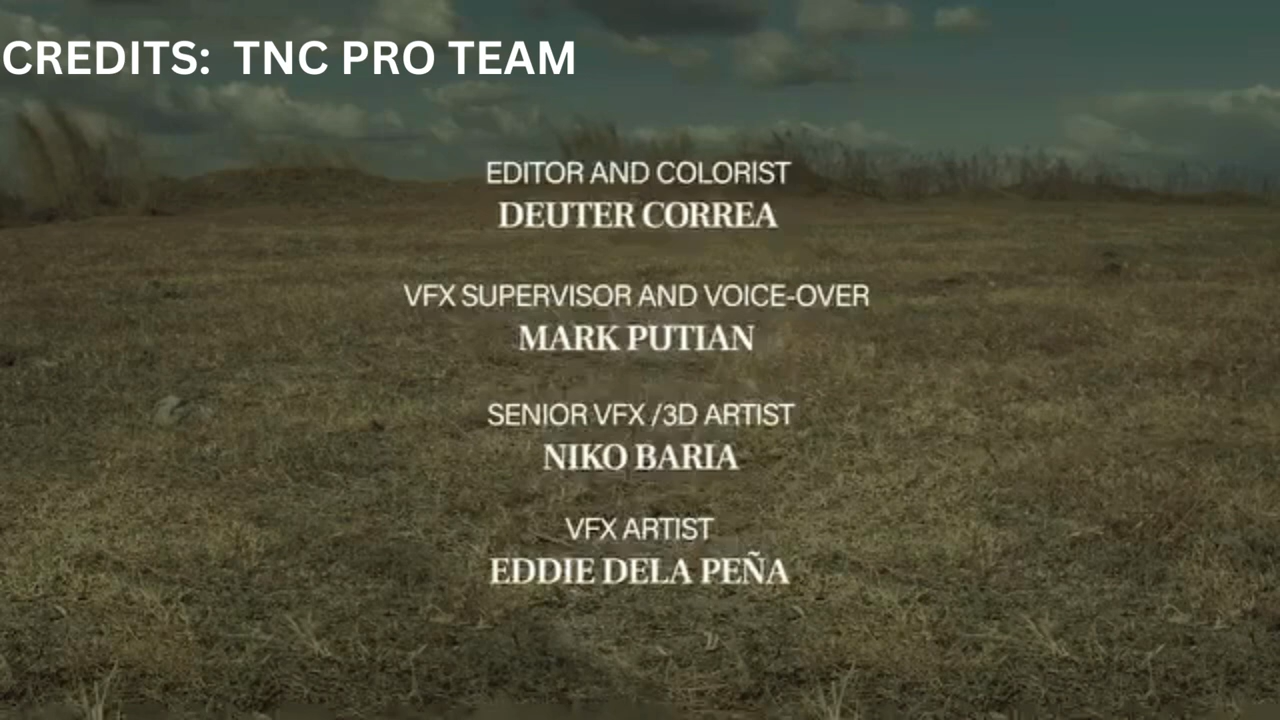 CREDITS: TNC PRO TEAM
EDITOR AND COLORIST
DEUTER CORREA
VFX SUPERVISOR AND VOICE-OVER
MARK PUTIAN
SENIOR VFX /3D ARTIST
NIKO BARIA
VFX ARTIST
EDDIE DELA PEÑA